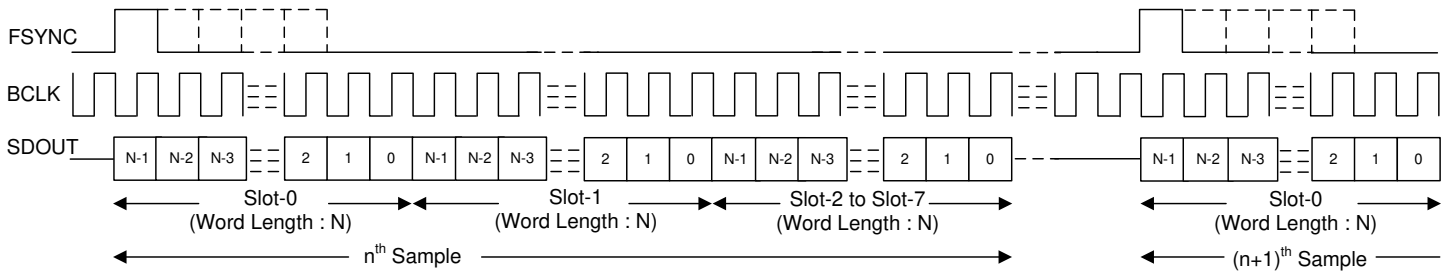 FSYNC
BCLK
SDOUT
N-1 N-2 N-3 2 1 0 N-1 N-2 N-3 2 1 0 N-1 N-2 N-3 2 1 0 N-1 N-2 N-3 2 1 0
Slot-0 Slot-1 Slot-2 to Slot-7 Slot-0
(Word Length : N) (Word Length : N) (Word Length : N) (Word Length : N)
nth Sample (n+1)th Sample